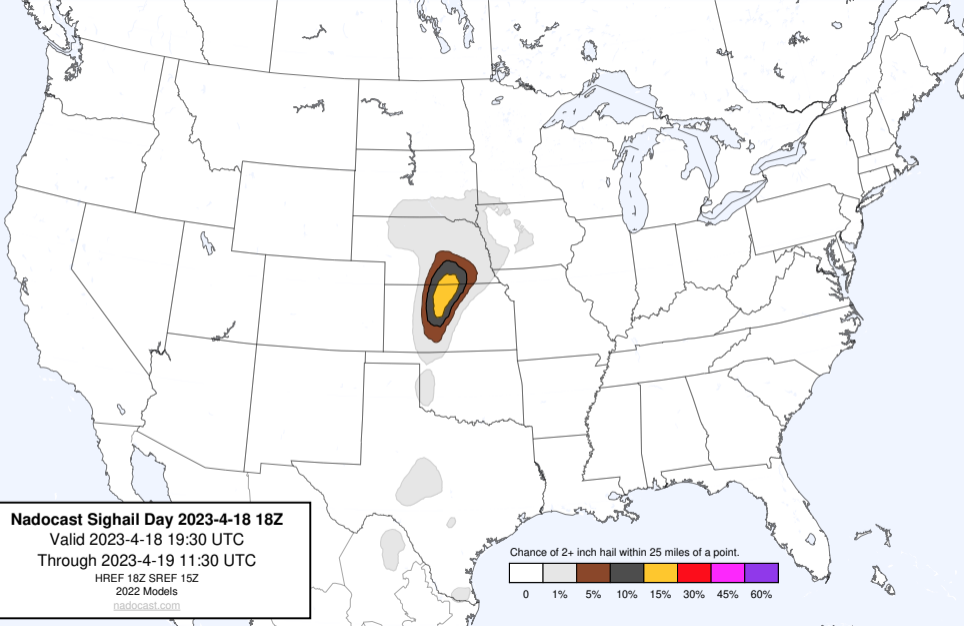 Nadocast Sighail Day 2023-4-18 18Z
Valid 2023-4-18 19:30 UTC
Through 2023-4-19 11:30 UTC
HREF 18Z SREF 15Z
2022 Models
nadocast.com
Chance of 2+ inch hail within 25 miles of a point.
0 1% 5% 10% 15% 30% 45% 60%